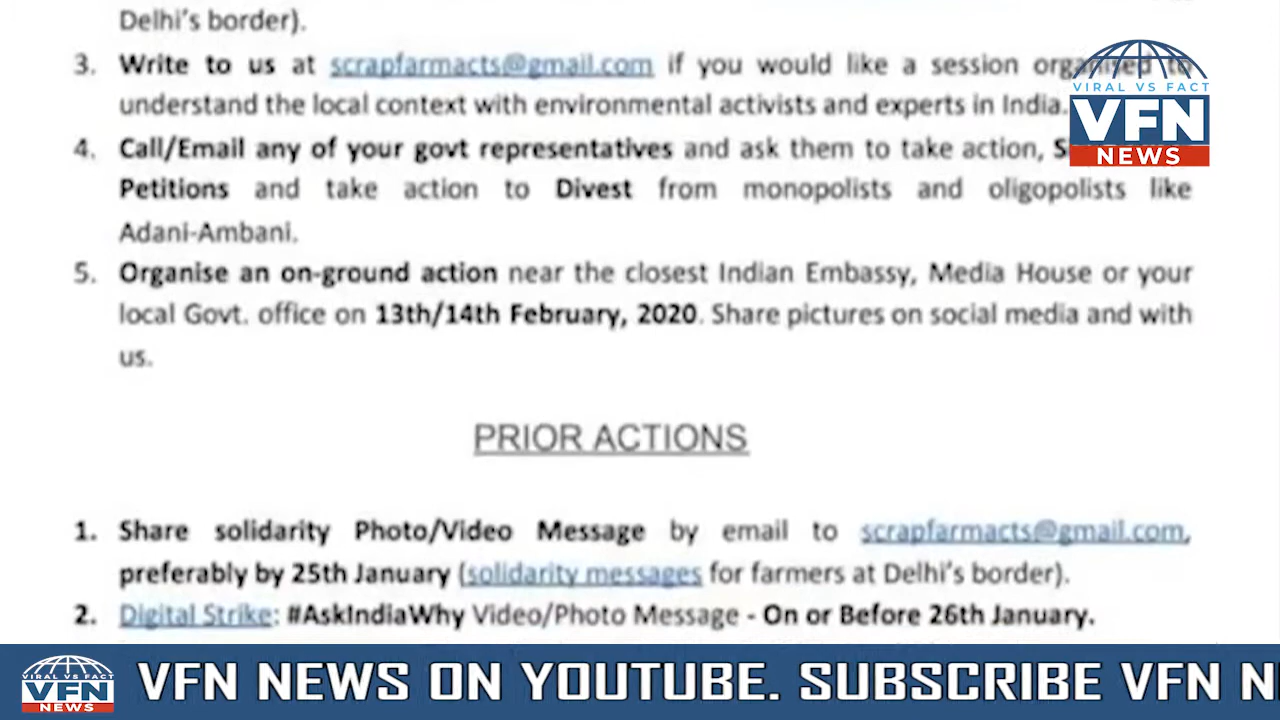 Delhi's border).
3. Write to us at scrapfarmacts@gmail.com if you would like a session organised to
understand the local context with environmental activists and experts in India.
4. Call/Email any of your govt representatives and ask them to take action,
Petitions and take action to Divest from monopolists and oligopolists like
Adani-Ambani.
5. Organise an on-ground action near the closest Indian Embassy, Media House or your
local Govt. office on 13th/14th February, 2020. Share pictures on social media and with
us.
PRIOR ACTIONS
1. Share solidarity Photo/Video Message by email to scrapfarmacts@gmail.com,
preferably by 25th January (solidarity messages for farmers at Delhi's border).
2. Digital Strike: #AskIndiaWhy Video/Photo Message - On or Before 26th January.
VIRAL VS FACT
VFN
NEWS
VIRAL VS FACT
VFN
NEWS
VFN NEWS ON YOUTUBE. SUBSCRIBE VFN N